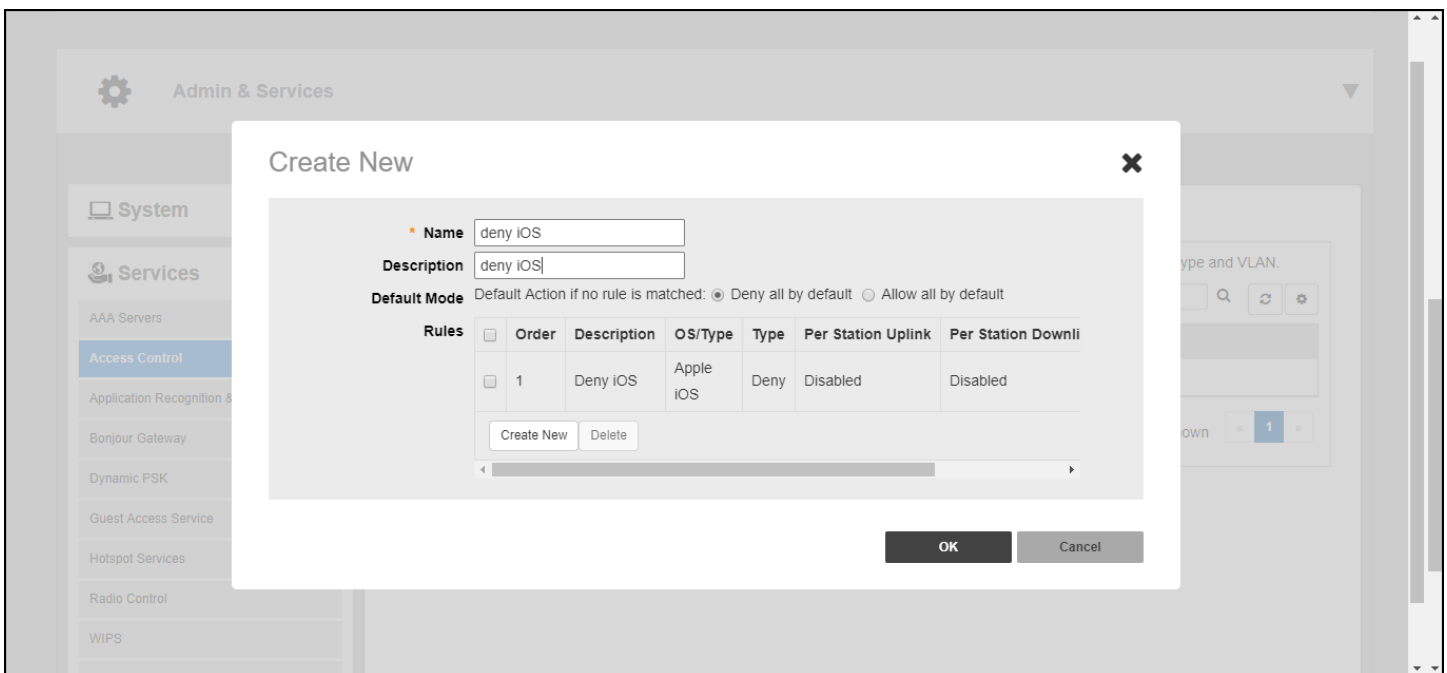 Admin & Services
Create New
System
* Name deny iOS
Services
Description deny iOS
ype and VLAN.
Default Mode Default Action if no rule is matched: Deny all by default Allow all by default
AAA Servers
Rules Order Description OS/Type Type Per Station Uplink Per Station Downli
Access Control
1 Deny iOS Apple iOS Deny Disabled Disabled
Application Recognition &
Create New Delete
own « 1 »
Bonjour Gateway
Dynamic PSK
Guest Access Service
OK Cancel
Hotspot Services
Radio Control
WIPS